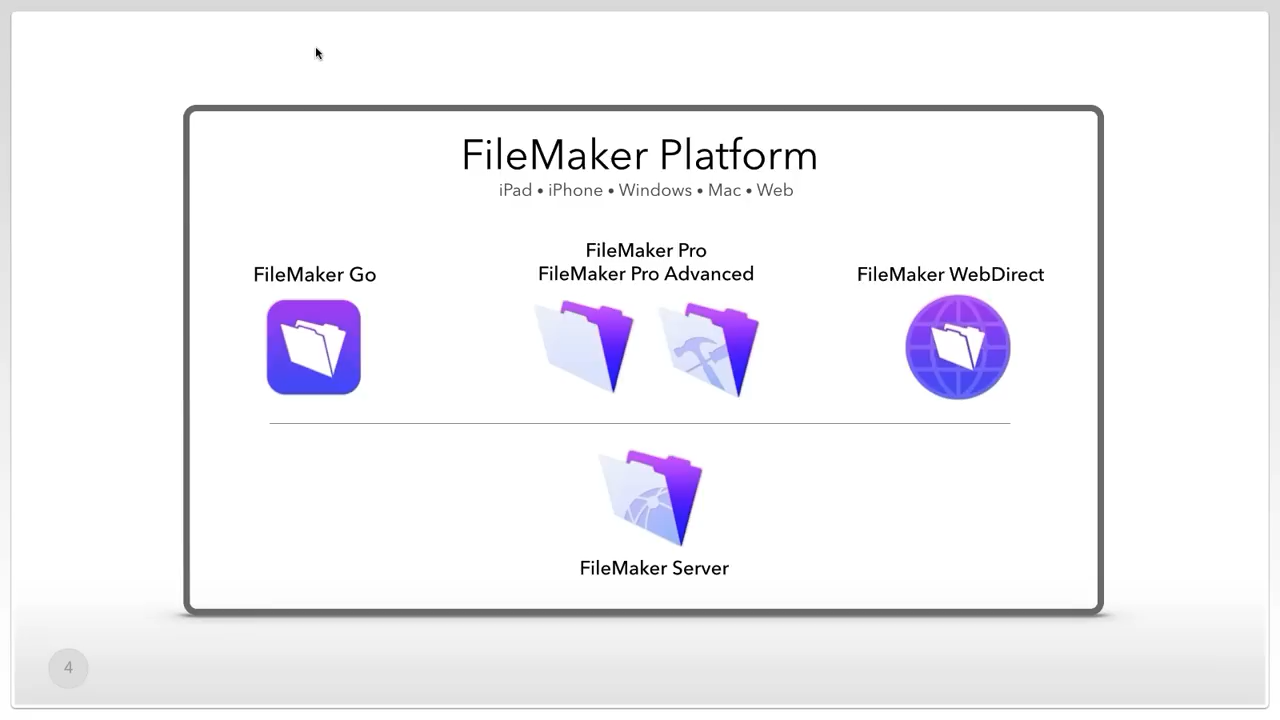 FileMaker Platform
iPad • iPhone • Windows • Mac • Web
FileMaker Go
FileMaker Pro
FileMaker Pro Advanced
FileMaker WebDirect
FileMaker Server
4